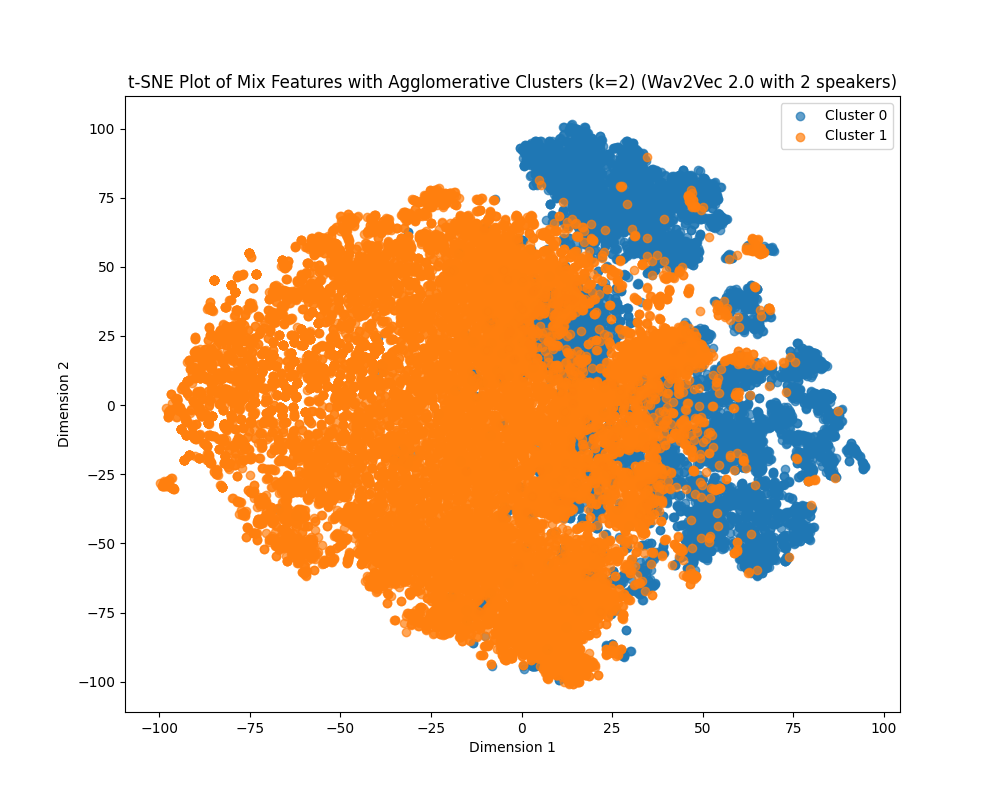 t-SNE Plot of Mix Features with Agglomerative Clusters (k=2) (Wav2Vec 2.0 with 2 speakers)
Cluster 0
Cluster 1
100
75
50
25
0
−25
−50
−75
−100
Dimension 2
−100 −75 −50 −25 0 25 50 75 100
Dimension 1